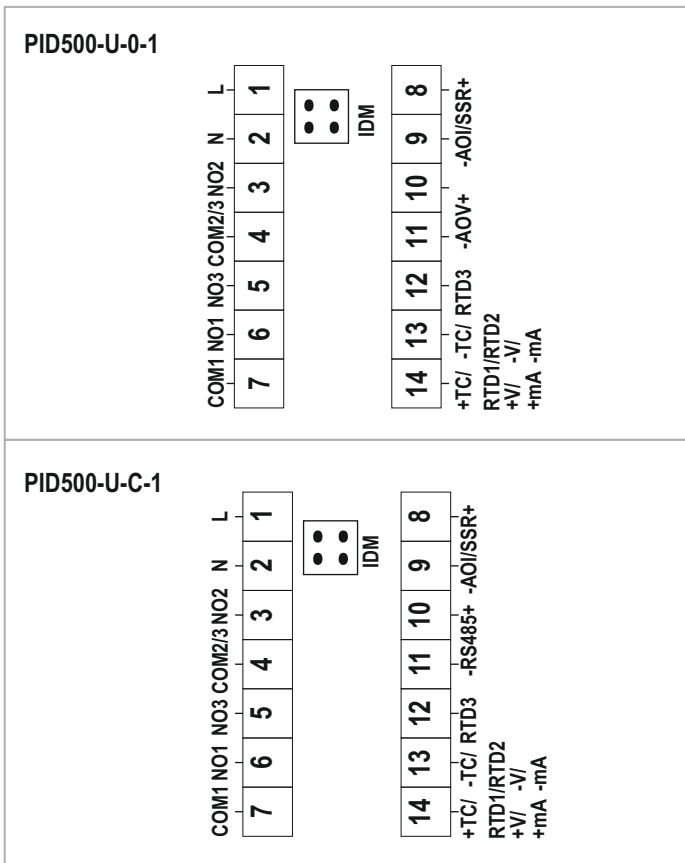 PID500-U-0-1
L
N
COM2/3 NO2
NO3
COM1 NO1
1
2
3
4
5
6
7
IDM
8
9
10
11
12
13
14
-AOI/SSR+
-AOV+
+TC/ -TC/ RTD3
RTD1/RTD2
+V/ -V/
+mA -mA
PID500-U-C-1
L
N
COM2/3 NO2
NO3
COM1 NO1
1
2
3
4
5
6
7
IDM
8
9
10
11
12
13
14
-AOI/SSR+
-RS485+
+TC/ -TC/ RTD3
RTD1/RTD2
+V/ -V/
+mA -mA